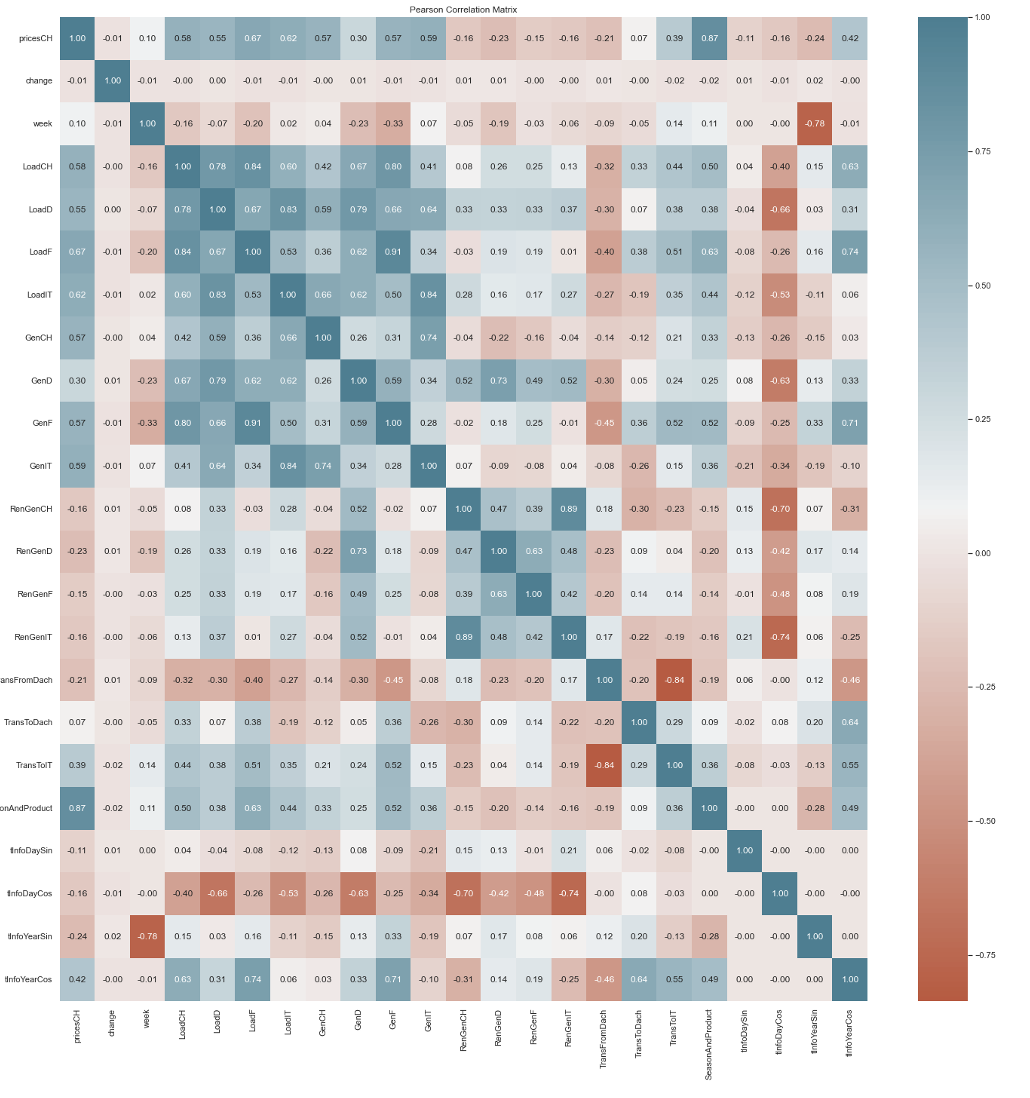 Pearson Correlation Matrix
pricesCH 1.00 -0.01 0.10 0.58 0.55 0.67 0.62 0.57 0.30 0.57 0.59 -0.16 -0.23 -0.15 -0.16 -0.21 0.07 0.39 0.87 -0.11 -0.16 -0.24 0.42
change -0.01 1.00 -0.01 -0.00 0.00 -0.01 -0.01 -0.00 0.01 -0.01 -0.01 0.01 0.01 -0.00 -0.00 0.01 -0.00 -0.02 -0.02 0.01 -0.01 0.02 -0.00
week 0.10 -0.01 1.00 -0.16 -0.07 -0.20 0.02 0.04 -0.23 -0.33 0.07 -0.05 -0.19 -0.03 -0.06 -0.09 -0.05 0.14 0.11 0.00 -0.00 -0.78 -0.01
LoadCH 0.58 -0.00 -0.16 1.00 0.78 0.84 0.60 0.42 0.67 0.80 0.41 0.08 0.26 0.25 0.13 -0.32 0.33 0.44 0.50 0.04 -0.40 0.15 0.63
LoadD 0.55 0.00 -0.07 0.78 1.00 0.67 0.83 0.59 0.79 0.66 0.64 0.33 0.33 0.33 0.37 -0.30 0.07 0.38 0.38 -0.04 -0.66 0.03 0.31
LoadF 0.67 -0.01 -0.20 0.84 0.67 1.00 0.53 0.36 0.62 0.91 0.34 -0.03 0.19 0.19 0.01 -0.40 0.38 0.51 0.63 -0.08 -0.26 0.16 0.74
LoadIT 0.62 -0.01 0.02 0.60 0.83 0.53 1.00 0.66 0.62 0.50 0.84 0.28 0.16 0.17 0.27 -0.27 -0.19 0.35 0.44 -0.12 -0.53 -0.11 0.06
GenCH 0.57 -0.00 0.04 0.42 0.59 0.36 0.66 1.00 0.26 0.31 0.74 -0.04 -0.22 -0.16 -0.04 -0.14 -0.12 0.21 0.33 -0.13 -0.26 -0.15 0.03
GenD 0.30 0.01 -0.23 0.67 0.79 0.62 0.62 0.26 1.00 0.59 0.34 0.52 0.73 0.49 0.52 -0.30 0.05 0.24 0.25 0.08 -0.63 0.13 0.33
GenF 0.57 -0.01 -0.33 0.80 0.66 0.91 0.50 0.31 0.59 1.00 0.28 -0.02 0.18 0.25 -0.01 -0.45 0.36 0.52 0.52 -0.09 -0.25 0.33 0.71
GenIT 0.59 -0.01 0.07 0.41 0.64 0.34 0.84 0.74 0.34 0.28 1.00 0.07 -0.09 -0.08 0.04 -0.08 -0.26 0.15 0.36 -0.21 -0.34 -0.19 -0.10
RenGenCH -0.16 0.01 -0.05 0.08 0.33 -0.03 0.28 -0.04 0.52 -0.02 0.07 1.00 0.47 0.39 0.89 0.18 -0.30 -0.23 -0.15 0.15 -0.70 0.07 -0.31
RenGenD -0.23 0.01 -0.19 0.26 0.33 0.19 0.16 -0.22 0.73 0.18 -0.09 0.47 1.00 0.63 0.48 -0.23 0.09 0.04 -0.20 0.13 -0.42 0.17 0.14
RenGenF -0.15 -0.00 -0.03 0.25 0.33 0.19 0.17 -0.16 0.49 0.25 -0.08 0.39 0.63 1.00 0.42 -0.20 0.14 0.14 -0.14 -0.01 -0.48 0.08 0.19
RenGenIT -0.16 -0.00 -0.06 0.13 0.37 0.01 0.27 -0.04 0.52 -0.01 0.04 0.89 0.48 0.42 1.00 0.17 -0.22 -0.19 -0.16 0.21 -0.74 0.06 -0.25
ansFromDach -0.21 0.01 -0.09 -0.32 -0.30 -0.40 -0.27 -0.14 -0.30 -0.45 -0.08 0.18 -0.23 -0.20 0.17 1.00 -0.20 -0.84 -0.19 0.06 -0.00 0.12 -0.46
TransToDach 0.07 -0.00 -0.05 0.33 0.07 0.38 -0.19 -0.12 0.05 0.36 -0.26 -0.30 0.09 0.14 -0.22 -0.20 1.00 0.29 0.09 -0.02 0.08 0.20 0.64
TransToIT 0.39 -0.02 0.14 0.44 0.38 0.51 0.35 0.21 0.24 0.52 0.15 -0.23 0.04 0.14 -0.19 -0.84 0.29 1.00 0.36 -0.08 -0.03 -0.13 0.55
onAndProduct 0.87 -0.02 0.11 0.50 0.38 0.63 0.44 0.33 0.25 0.52 0.36 -0.15 -0.20 -0.14 -0.16 -0.19 0.09 0.36 1.00 -0.00 0.00 -0.28 0.49
tInfoDaySin -0.11 0.01 0.00 0.04 -0.04 -0.08 -0.12 -0.13 0.08 -0.09 -0.21 0.15 0.13 -0.01 0.21 0.06 -0.02 -0.08 -0.00 1.00 -0.00 -0.00 0.00
tInfoDayCos -0.16 -0.01 -0.00 -0.40 -0.66 -0.26 -0.53 -0.26 -0.63 -0.25 -0.34 -0.70 -0.42 -0.48 -0.74 -0.00 0.08 -0.03 0.00 -0.00 1.00 -0.00 -0.00
tInfoYearSin -0.24 0.02 -0.78 0.15 0.03 0.16 -0.11 -0.15 0.13 0.33 -0.19 0.07 0.17 0.08 0.06 0.12 0.20 -0.13 -0.28 -0.00 -0.00 1.00 0.00
tInfoYearCos 0.42 -0.00 -0.01 0.63 0.31 0.74 0.06 0.03 0.33 0.71 -0.10 -0.31 0.14 0.19 -0.25 -0.46 0.64 0.55 0.49 0.00 -0.00 0.00 1.00
pricesCH change week LoadCH LoadD LoadF LoadIT GenCH GenD GenF GenIT RenGenCH RenGenD RenGenF RenGenIT TransFromDach TransToDach TransToIT SeasonAndProduct tInfoDaySin tInfoDayCos tInfoYearSin tInfoYearCos
1.00
0.75
0.50
0.25
0.00
-0.25
-0.50
-0.75